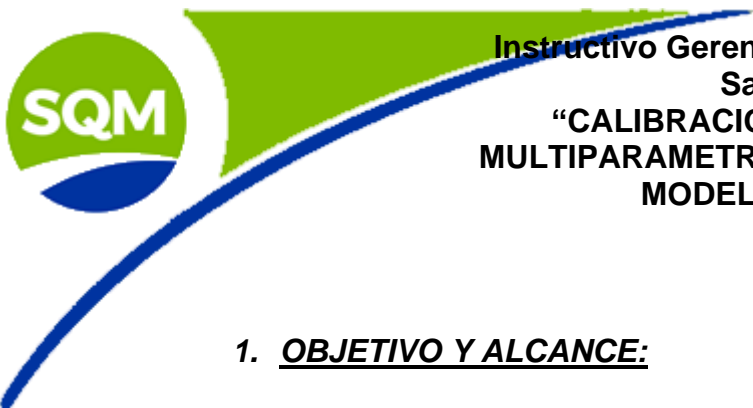 SQM
Instructivo Geren
Sa
“CALIBRACIO
MULTIPARAMETR
MODEL
1. OBJETIVO Y ALCANCE: